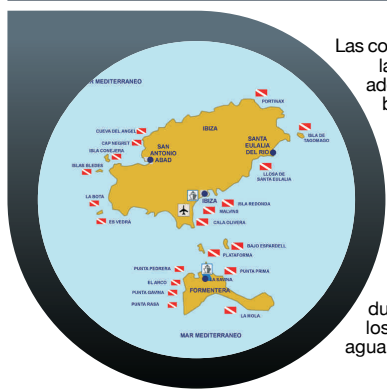 Las co
la
ad
b
MAR MEDITERRANEO
PORTINAX
CUEVA DEL ANGEL
IBIZA
ISLA DE
TAGOMAGO
CAP NEGRET
SANTA
EULALIA
DEL RIO
SAN
ANTONIO
ABAD
ISLA CONEJERA
ISLAS BLEDES
LLOSA DE
SANTA EULALIA
LA BOTA
IBIZA
ISLA REDONDA
MALVINS
ES VEDRA
CALA OLIVERA
BAJO ESPARDELL
PLATAFORMA
PUNTA PEDRERA
PUNTA PRIMA
EL ARCO
LA SAVINA
PUNTA GAVINA
FORMENTERA
PUNTA RASA
LA MOLA
MAR MEDITERRANEO
du
los
agua